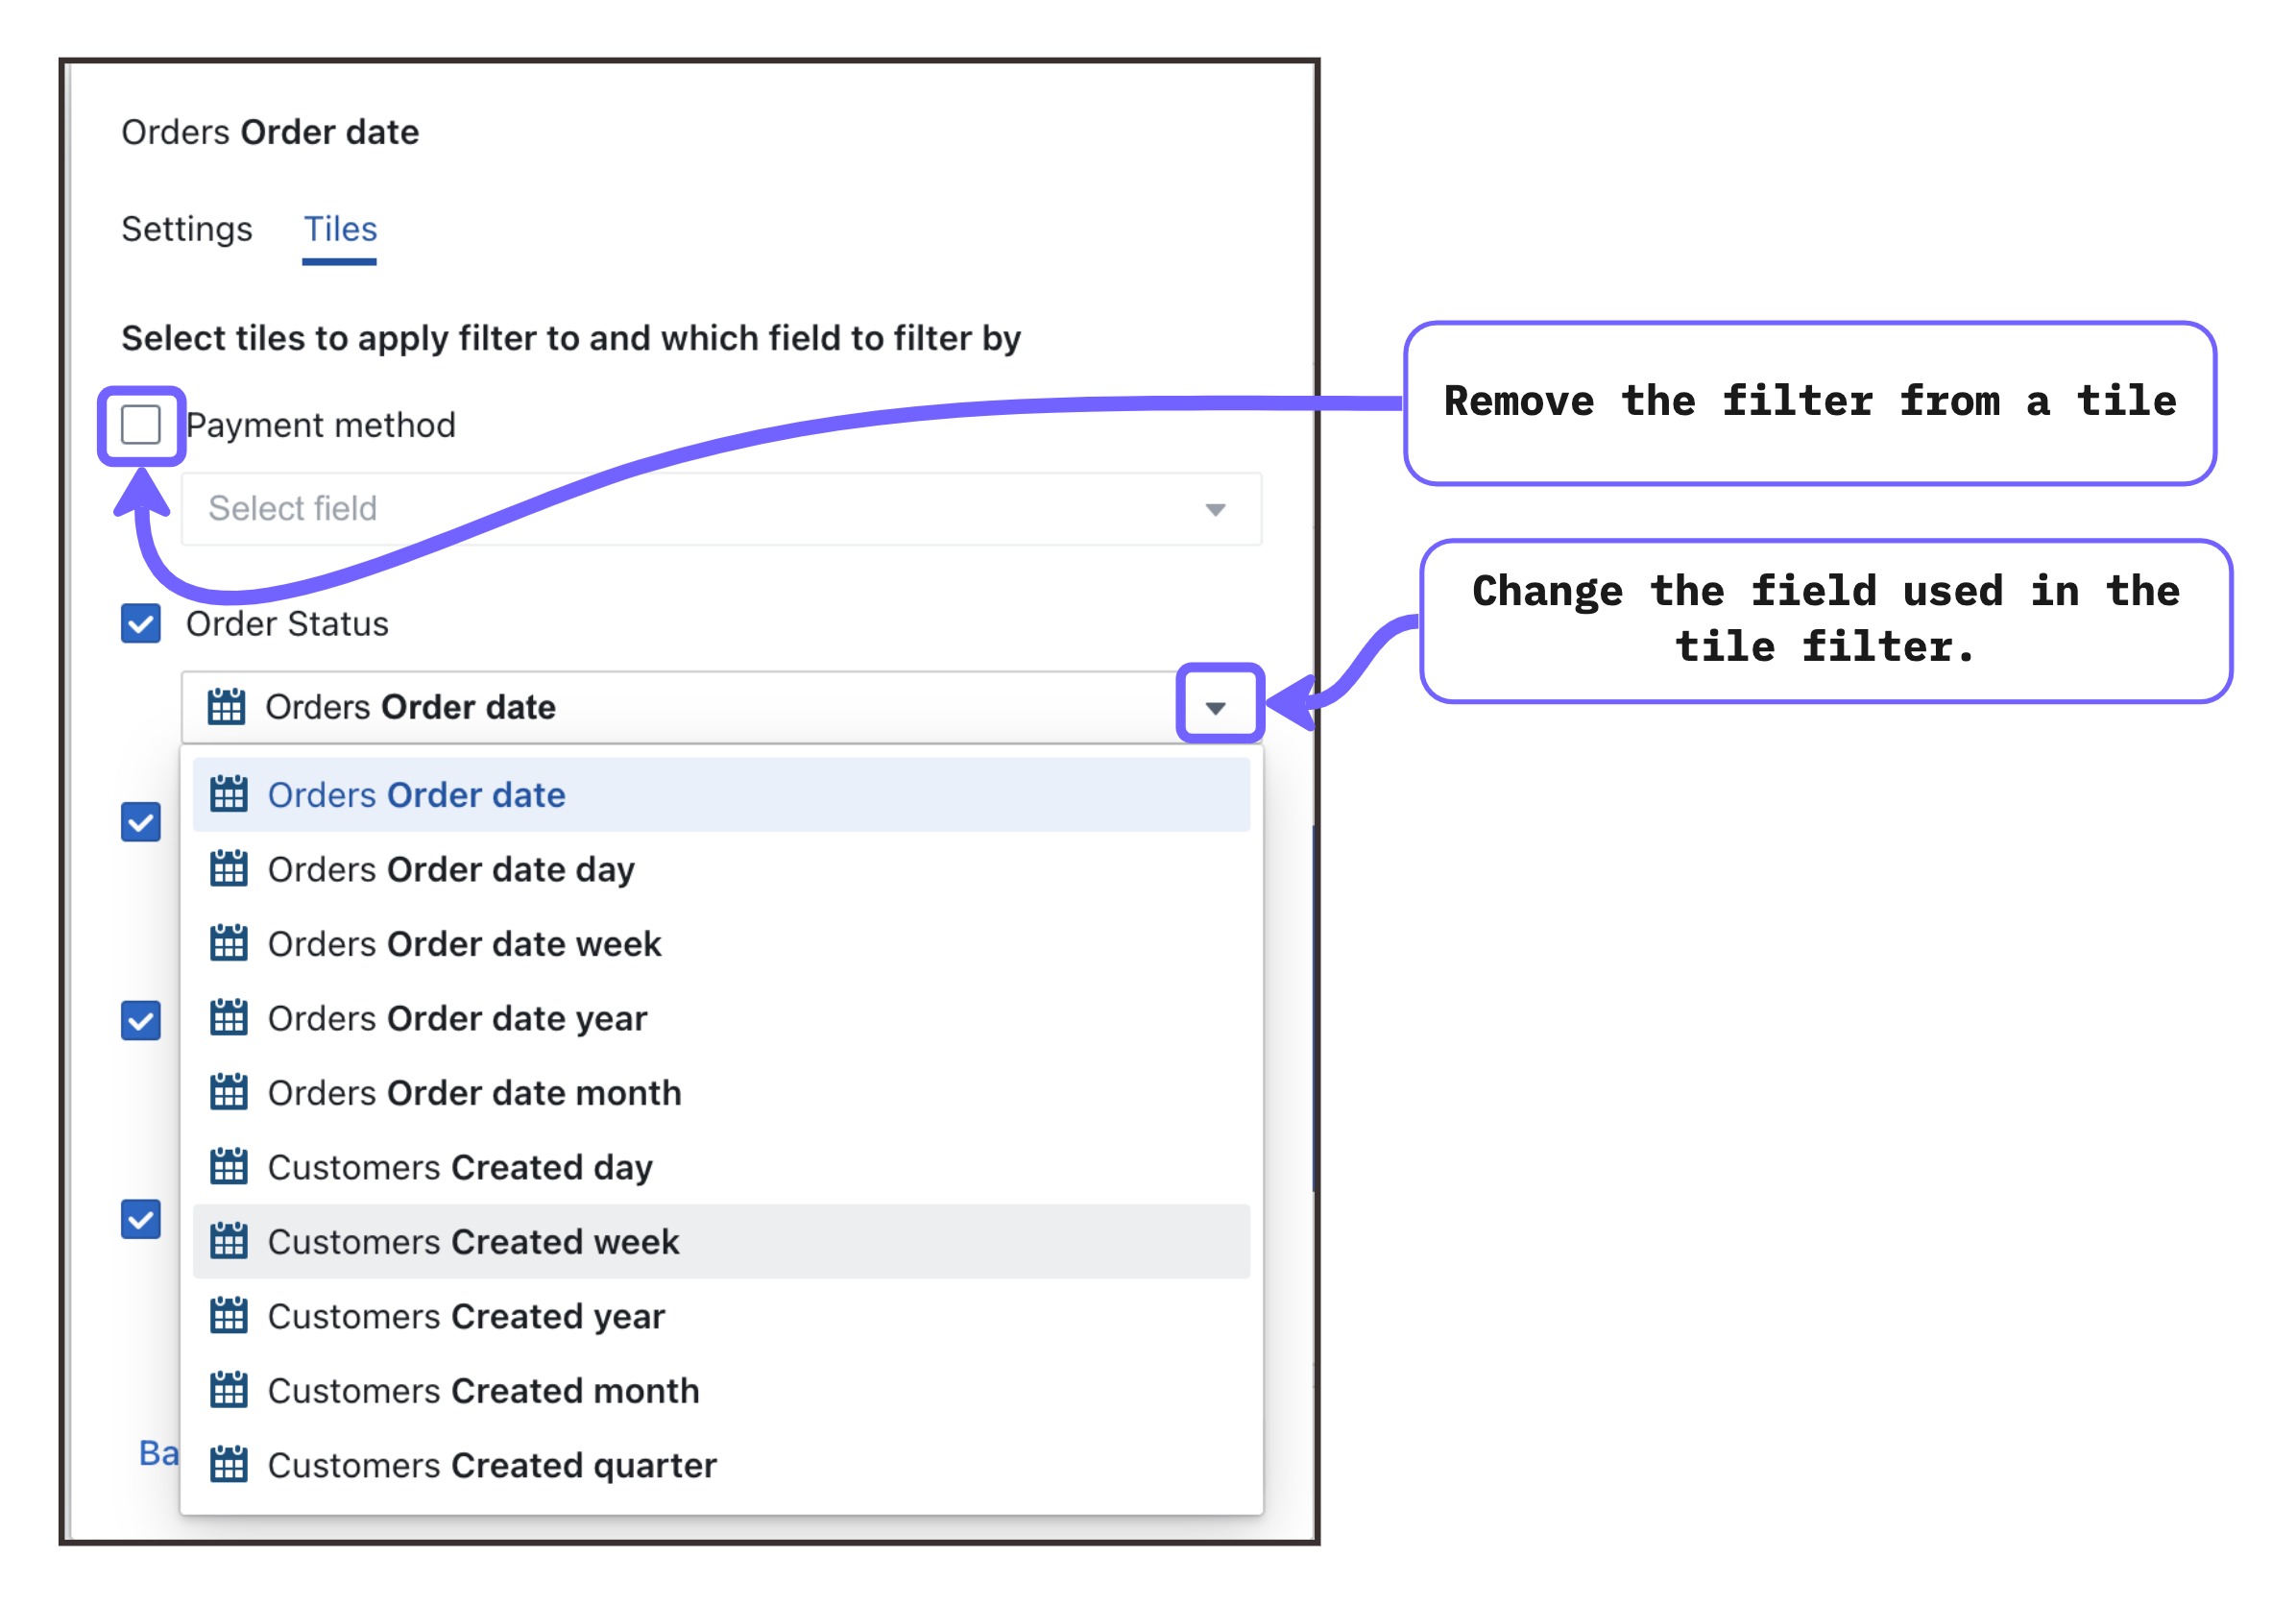 Orders Order date
Settings Tiles
Select tiles to apply filter to and which field to filter by
Payment method
Select field
Order Status
Orders Order date
Orders Order date
Orders Order date day
Orders Order date week
Orders Order date year
Orders Order date month
Customers Created day
Customers Created week
Customers Created year
Customers Created month
Customers Created quarter
Ba
Remove the filter from a tile
Change the field used in the
tile filter.